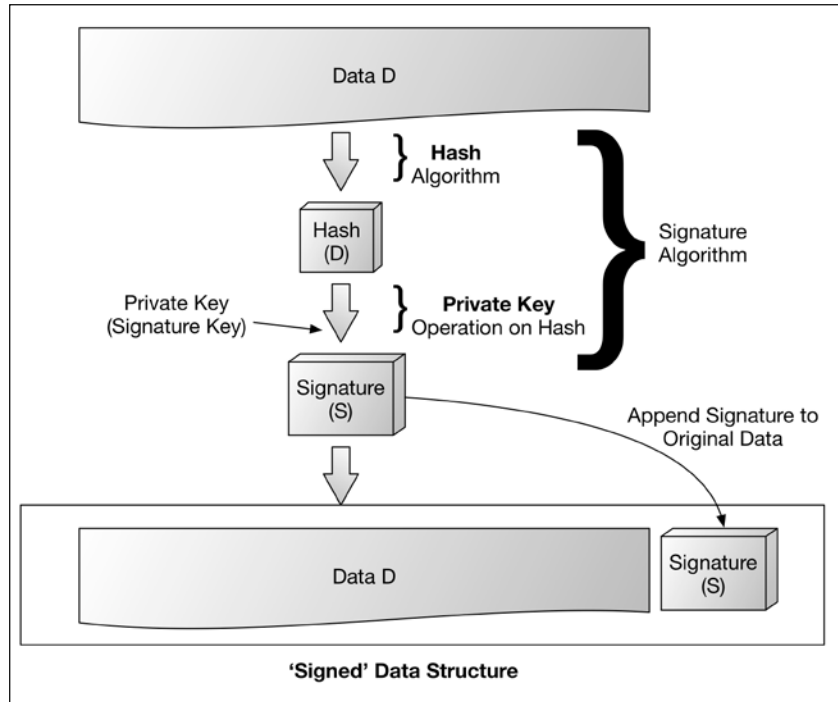 Data D
Hash
Algorithm
Hash
(D)
Signature
Algorithm
Private Key
(Signature Key)
Private Key
Operation on Hash
Signature
(S)
Append Signature to
Original Data
Data D
Signature
(S)
‘Signed’ Data Structure